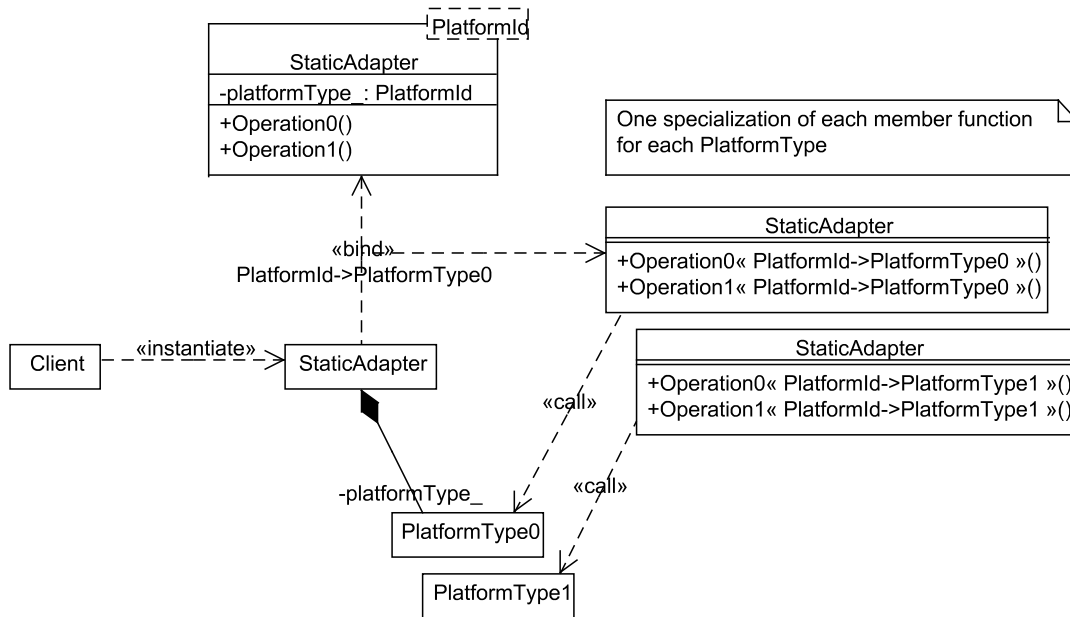 PlatformId
StaticAdapter
-platformType_: PlatformId
+Operation0()
+Operation1()
One specialization of each member function
for each PlatformType
StaticAdapter
+Operation0« PlatformId->PlatformType0 »()
+Operation1« PlatformId->PlatformType0 »()
«bind»
PlatformId->PlatformType0
Client
«instantiate»
StaticAdapter
StaticAdapter
+Operation0« PlatformId->PlatformType1 »()
+Operation1« PlatformId->PlatformType1 »()
«call»
«call»
-platformType_
PlatformType0
PlatformType1